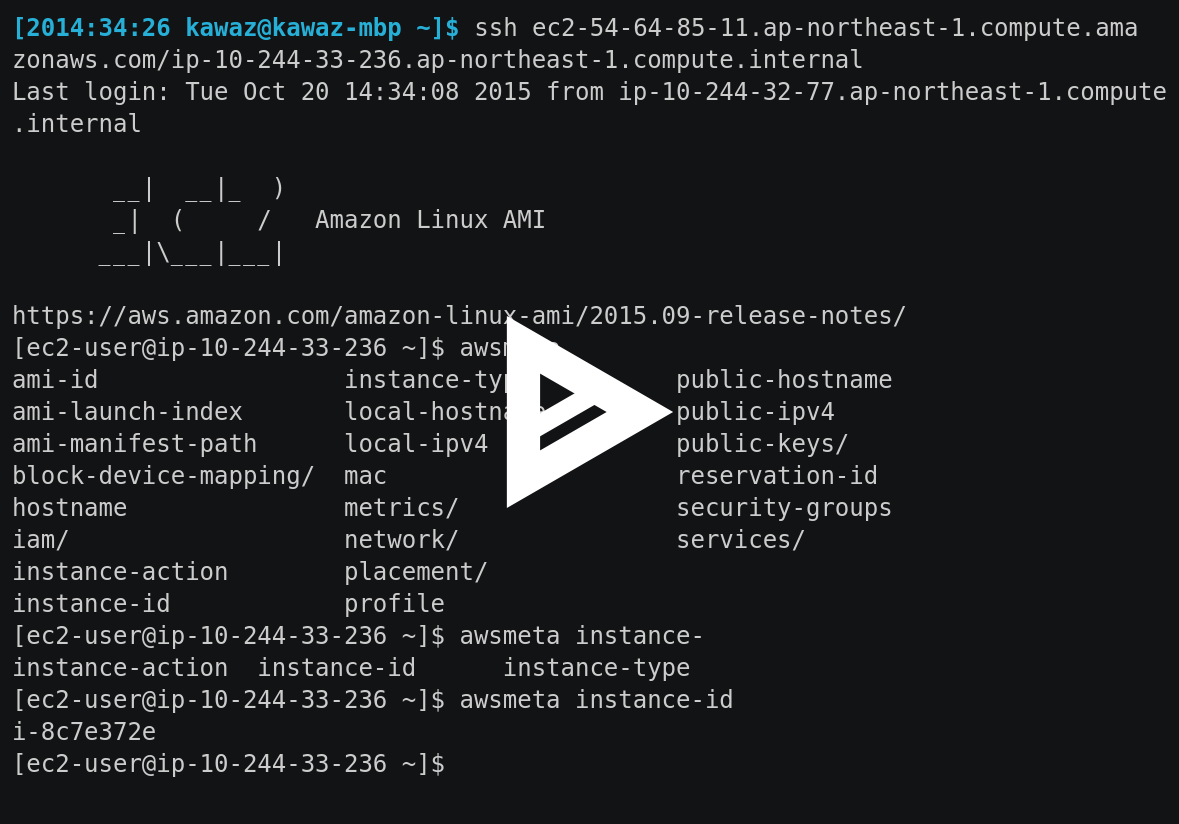 [2014:34:26 kawaz@kawaz-mbp ~]$ ssh ec2-54-64-85-11.ap-northeast-1.compute.ama
zonaws.com/ip-10-244-33-236.ap-northeast-1.compute.internal
Last login: Tue Oct 20 14:34:08 2015 from ip-10-244-32-77.ap-northeast-1.compute
.internal
       __|  __|_  )
       _|  (     /   Amazon Linux AMI
      ___|\___|___|
https://aws.amazon.com/amazon-linux-ami/2015.09-release-notes/
[ec2-user@ip-10-244-33-236 ~]$ awsmeta
ami-id                 instance-type          public-hostname
ami-launch-index       local-hostname         public-ipv4
ami-manifest-path      local-ipv4             public-keys/
block-device-mapping/  mac                    reservation-id
hostname               metrics/               security-groups
iam/                   network/               services/
instance-action        placement/
instance-id            profile
[ec2-user@ip-10-244-33-236 ~]$ awsmeta instance-
instance-action  instance-id      instance-type
[ec2-user@ip-10-244-33-236 ~]$ awsmeta instance-id
i-8c7e372e
[ec2-user@ip-10-244-33-236 ~]$